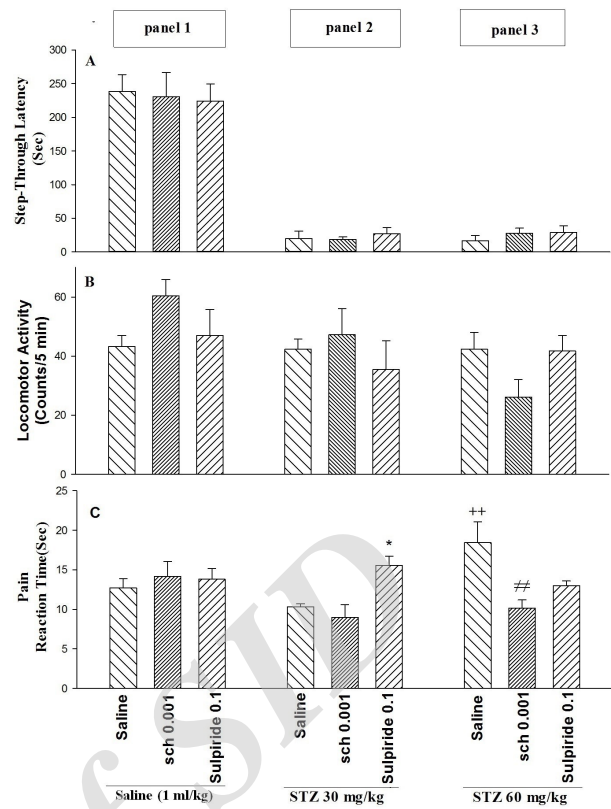 panel 1 panel 2 panel 3
A
Step-Through Latency
(Sec)
300
250
200
150
100
50
0
B
Locomotor Activity
(Counts/5 min)
60
40
20
0
C
Pain
Reaction Time(Sec)
25
20
15
10
5
0
*
++
##
Saline sch 0.001 Sulpiride 0.1 Saline sch 0.001 Sulpiride 0.1 Saline sch 0.001 Sulpiride 0.1
Saline (1 ml/kg) STZ 30 mg/kg STZ 60 mg/kg
f SID